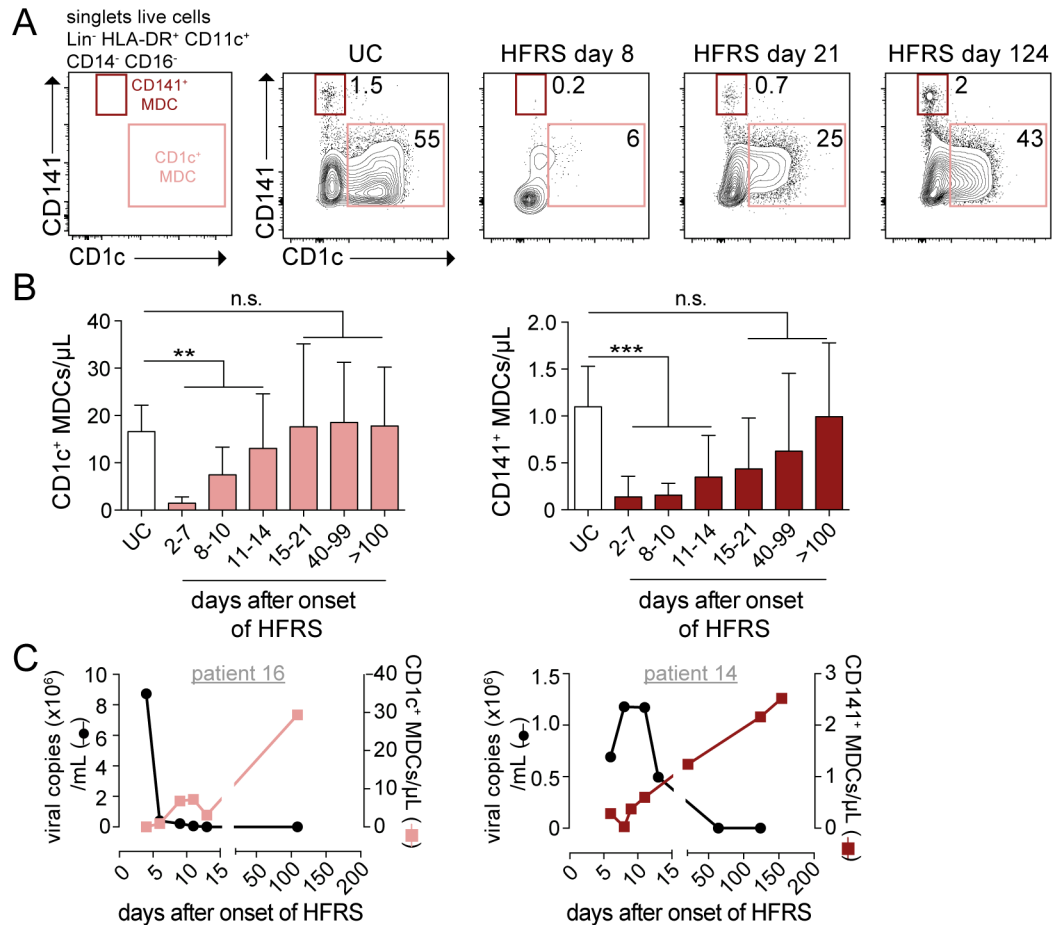 A
singlets live cells
Lin⁻ HLA-DR⁺ CD11c⁺
CD14⁻ CD16⁻
UC
HFRS day 8
HFRS day 21
HFRS day 124
CD141⁺
MDC
CD1c⁺
MDC
CD141
CD1c
1.5
55
CD141
CD1c
0.2
6
0.7
25
2
43
B
n.s.
**
CD1c⁺ MDCs/µL
40
30
20
10
0
UC
2-7
8-10
11-14
15-21
40-99
>100
days after onset
of HFRS
n.s.
***
CD141⁺ MDCs/µL
2.0
1.5
1.0
0.5
0
UC
2-7
8-10
11-14
15-21
40-99
>100
days after onset
of HFRS
C
patient 16
viral copies (x10⁶)
/mL ( )
10
8
6
4
2
0
CD1c⁺ MDCs/µL
( )
40
30
20
10
0
0
5
10
15
50
100
150
200
days after onset of HFRS
patient 14
viral copies (x10⁶)
/mL ( )
1.5
1.0
0.5
0
CD141⁺ MDCs/µL ( )
3
2
1
0
0
5
10
15
50
100
150
200
days after onset of HFRS